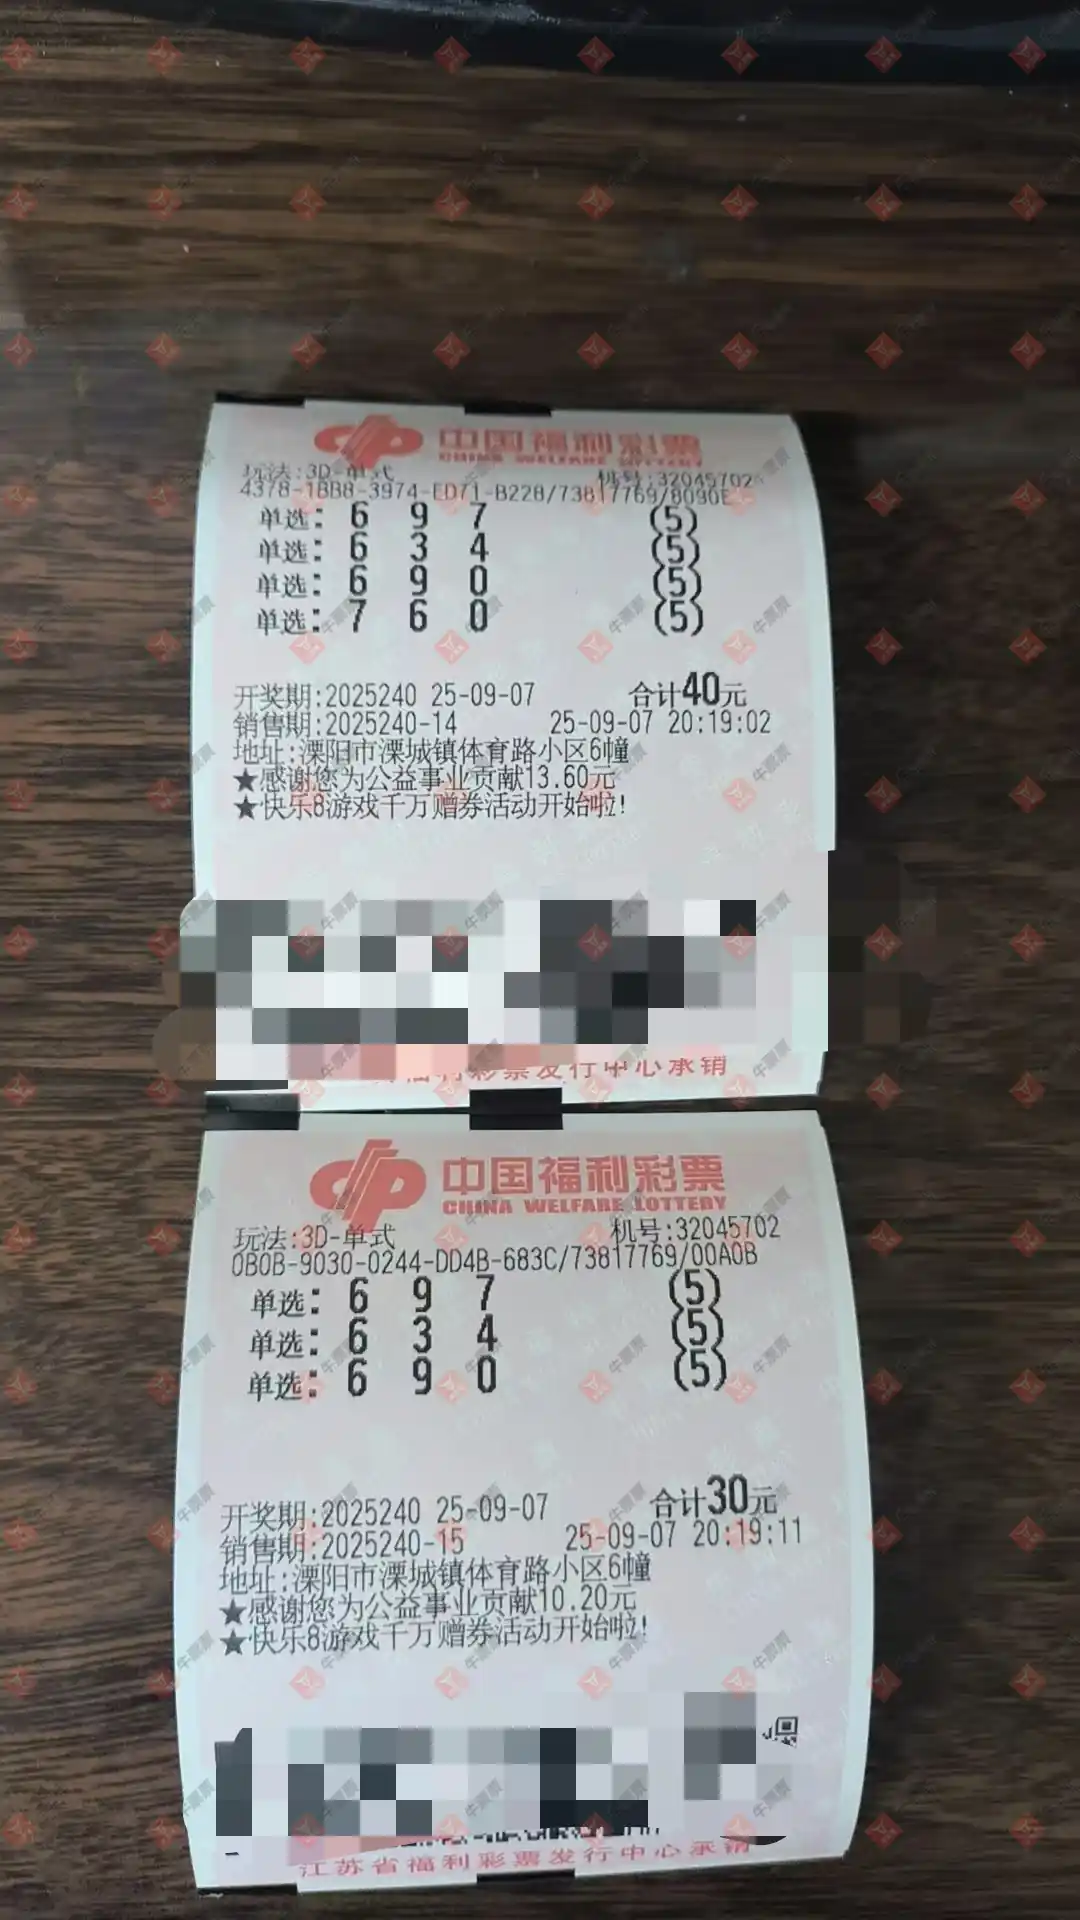 中国福利彩票
CHINA WELFARE LOTTERY
玩法:3D-单式 机号:32045702
4378-1BB8-3974-ED71-B228/73817769/8090E
单选: 6 9 7 (5)
单选: 6 3 4 (5)
单选: 6 9 0 (5)
单选: 7 6 0 (5)
开奖期:2025240 25-09-07 合计40元
销售期:2025240-14 25-09-07 20:19:02
地址:溧阳市溧城镇体育路小区6幢
★感谢您为公益事业贡献13.60元
★快乐8游戏千万赠券活动开始啦!
福利彩票发行中心承销
中国福利彩票
CHINA WELFARE LOTTERY
玩法:3D-单式 机号:32045702
0B0B-9030-0244-DD4B-683C/73817769/00A0B
单选: 6 9 7 (5)
单选: 6 3 4 (5)
单选: 6 9 0 (5)
开奖期:2025240 25-09-07 合计30元
销售期:2025240-15 25-09-07 20:19:11
地址:溧阳市溧城镇体育路小区6幢
★感谢您为公益事业贡献10.20元
★快乐8游戏千万赠券活动开始啦!
江苏省福利彩票发行中心承销